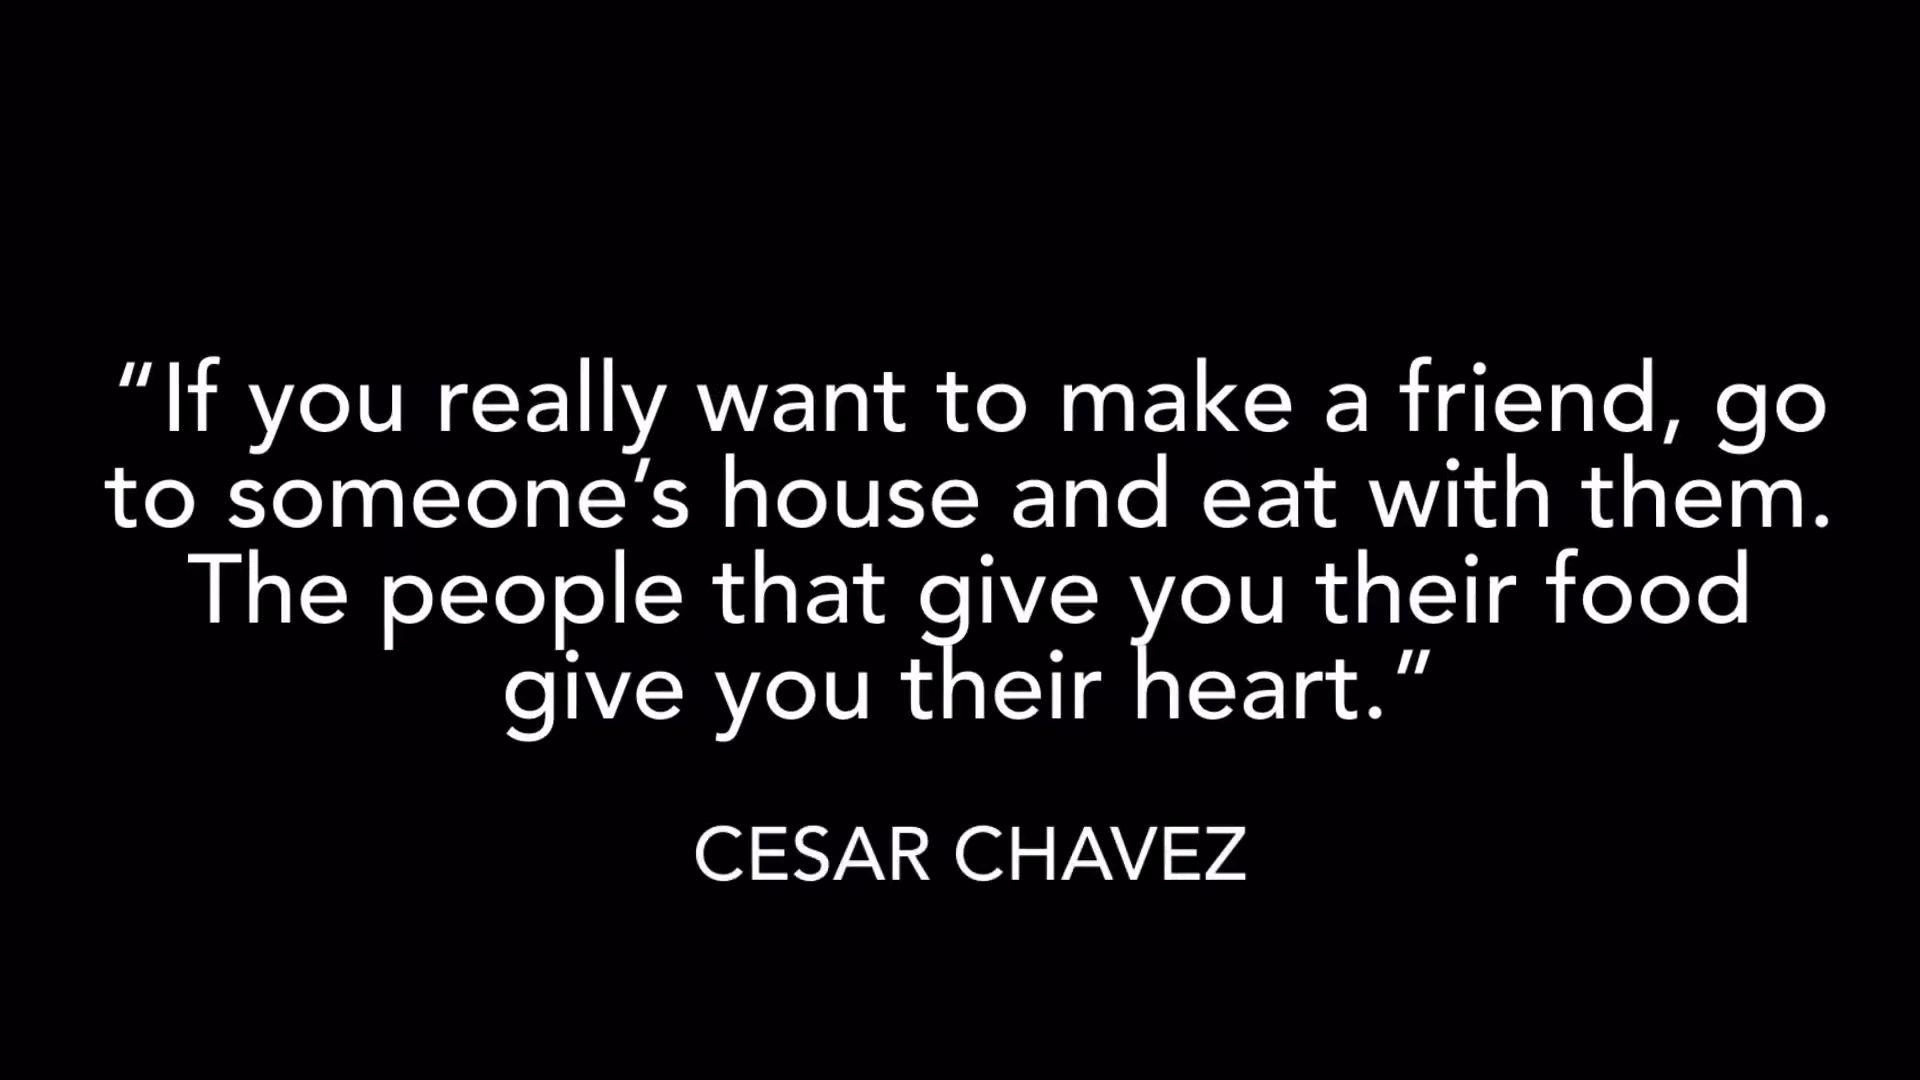 “If you really want to make a friend, go
to someone’s house and eat with them.
The people that give you their food
give you their heart.”
CESAR CHAVEZ